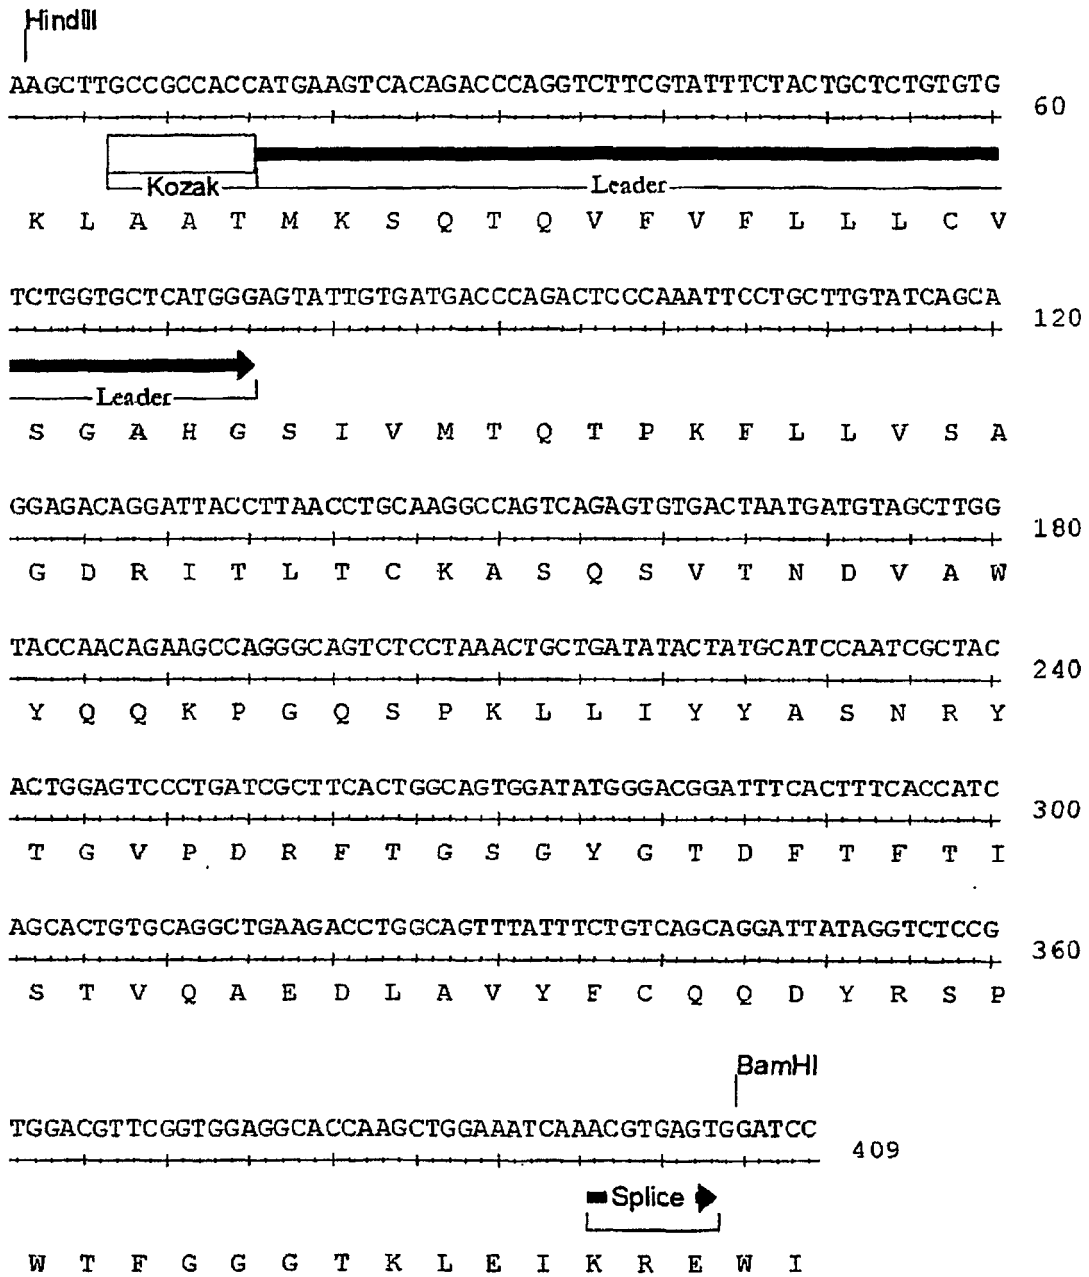 HindIII
AAGCTTGCCGCCACCATGAAGTCACAGACCCAGGTCTTCGTATTTCTACTGCTCTGTGTG
60
Kozak
Leader
K L A A T M K S Q T Q V F V F L L L C V
TCTGGTGCTCATGGGAGTATTGTGATGACCCAGACTCCCAAATTCCTGCTTGTATCAGCA
120
Leader
S G A H G S I V M T Q T P K F L L V S A
GGAGACAGGATTACCTTAACCTGCAAGGCCAGTCAGAGTGTGACTAATGATGTAGCTTGG
180
G D R I T L T C K A S Q S V T N D V A W
TACCAACAGAAGCCAGGGCAGTCTCCTAAACTGCTGATATACTATGCATCCAATCGCTAC
240
Y Q Q K P G Q S P K L L I Y Y A S N R Y
ACTGGAGTCCCTGATCGCTTCACTGGCAGTGGATATGGGACGGATTTCACTTTCACCATC
300
T G V P D R F T G S G Y G T D F T F T I
AGCACTGTGCAGGCTGAAGACCTGGCAGTTTATTTCTGTCAGCAGGATTATAGGTCTCCG
360
S T V Q A E D L A V Y F C Q Q D Y R S P
BamHI
TGGACGTTCGGTGGAGGCACCAAGCTGGAAATCAAACGTGAGTGGATCC
409
Splice
W T F G G G T K L E I K R E W I